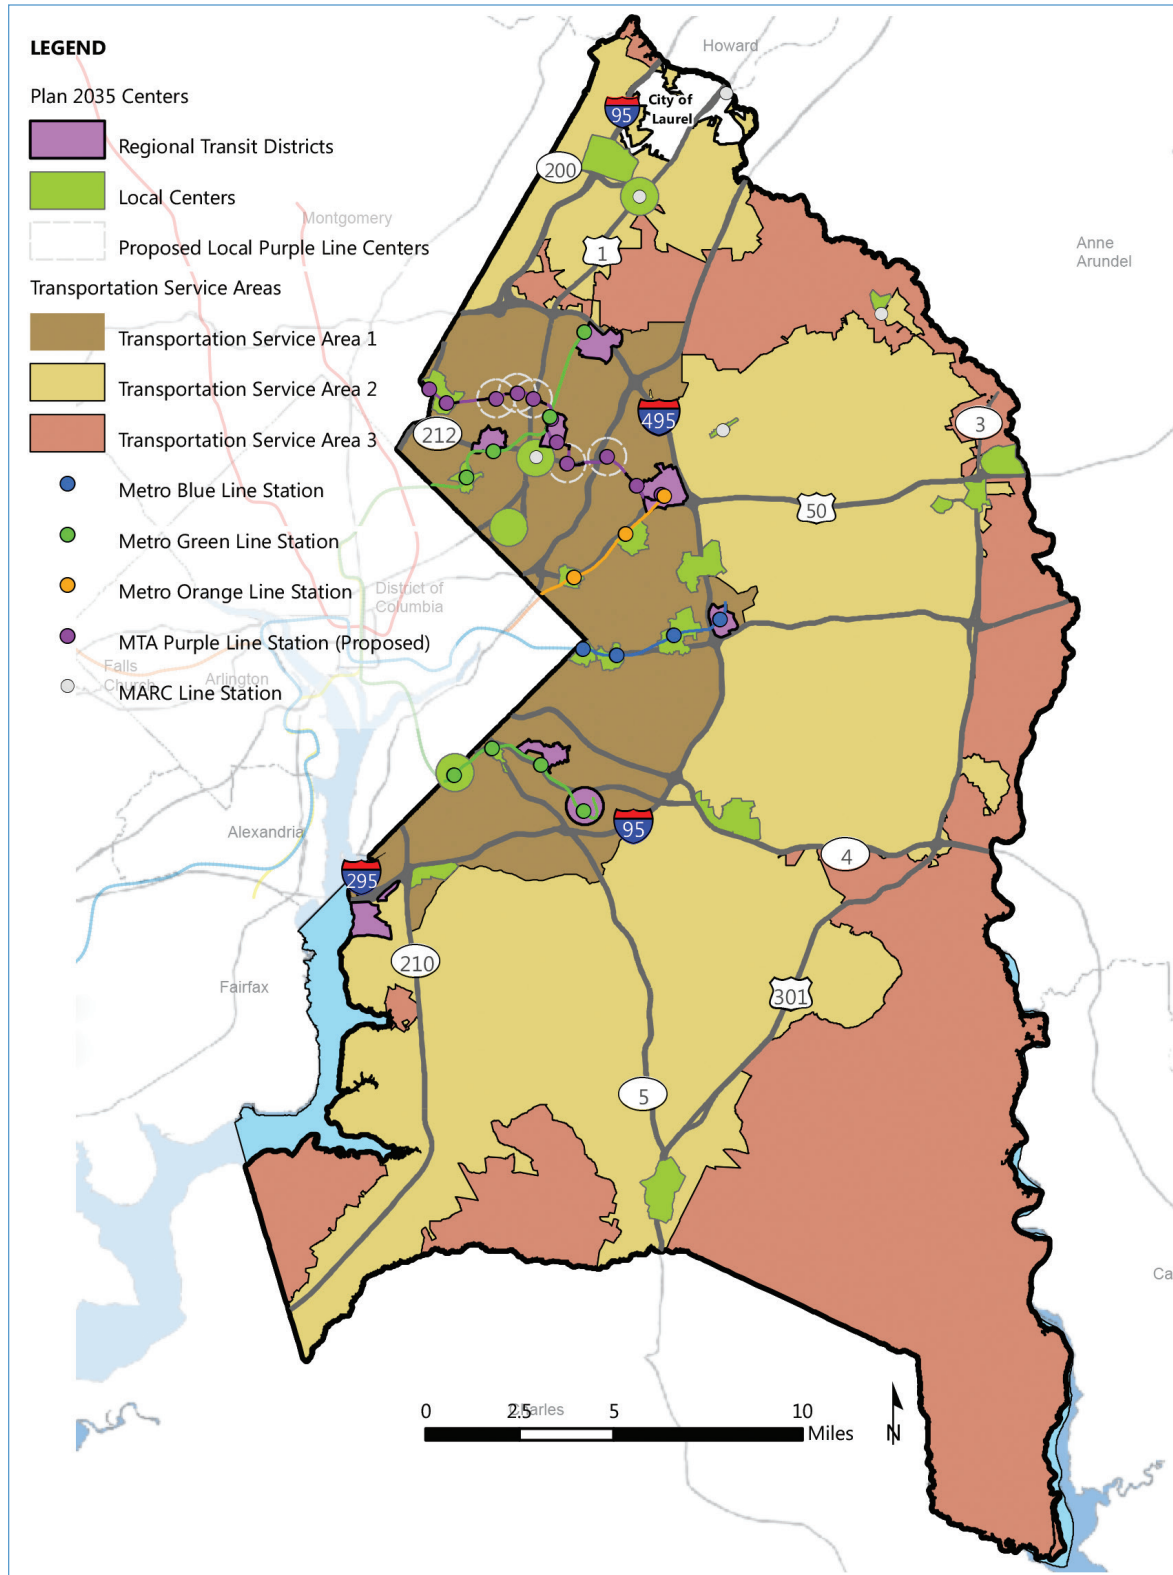 LEGEND
Plan 2035 Centers
Regional Transit Districts
Local Centers
Proposed Local Purple Line Centers
Transportation Service Areas
Transportation Service Area 1
Transportation Service Area 2
Transportation Service Area 3
Metro Blue Line Station
Metro Green Line Station
Metro Orange Line Station
MTA Purple Line Station (Proposed)
MARC Line Station
Howard
City of
Laurel
95
200
Montgomery
1
Anne
Arundel
495
3
212
50
District of
Columbia
Falls
Church
Arlington
Alexandria
95
4
295
210
Fairfax
301
5
Ca
Charles
0
2.5
5
10
Miles
N